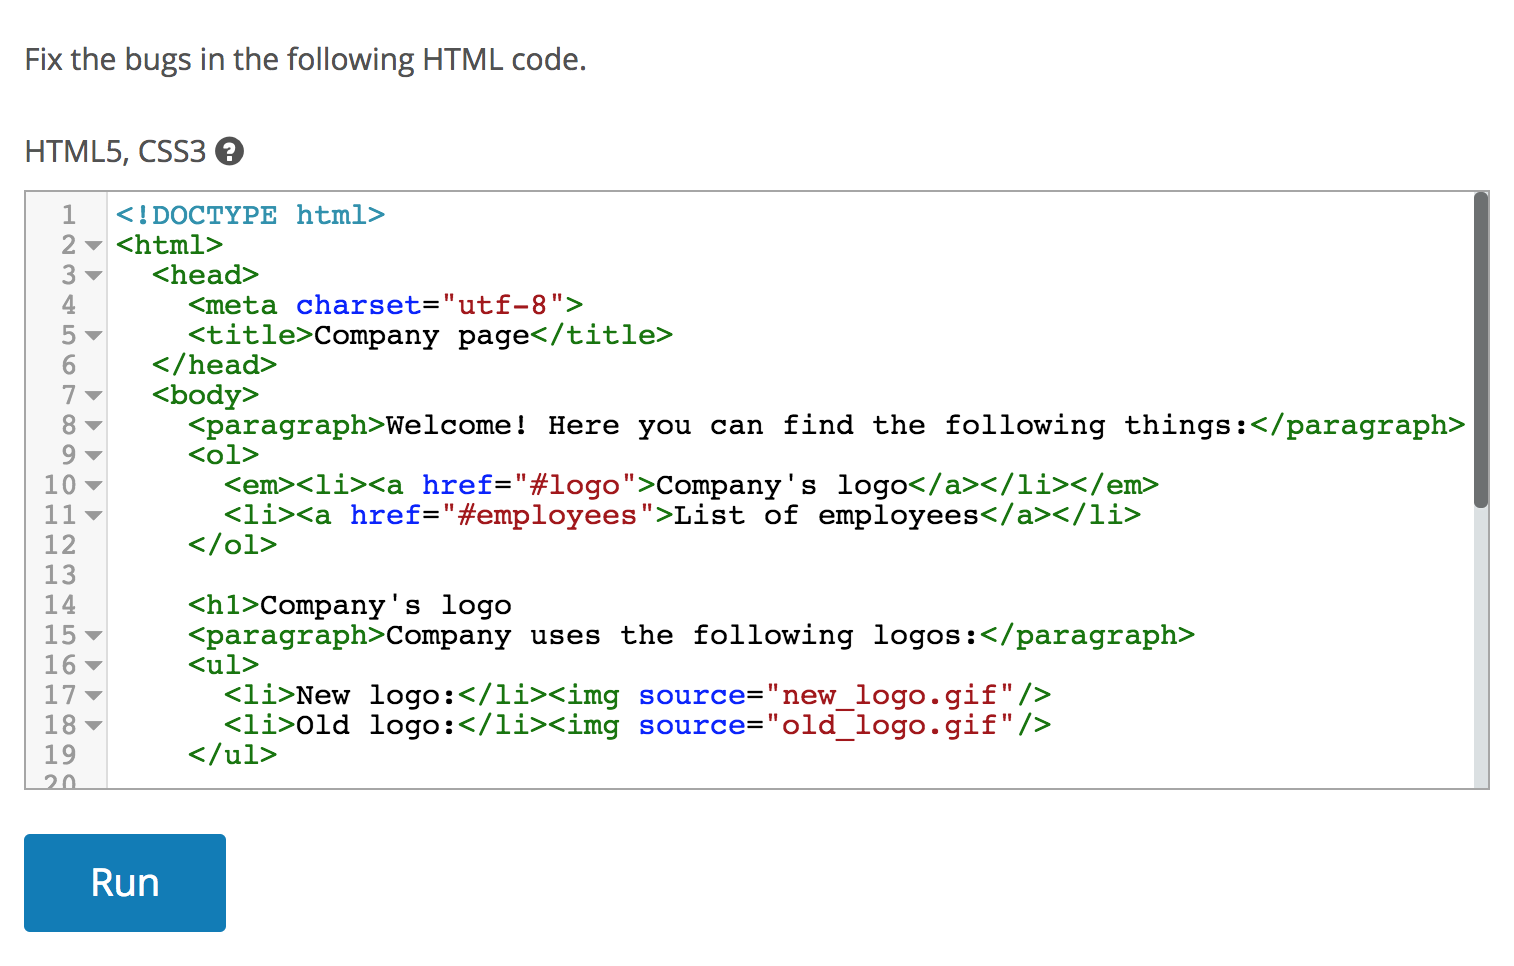 Fix the bugs in the following HTML code.
HTML5, CSS3 ?
1 <!DOCTYPE html>
2 <html>
3 <head>
4 <meta charset="utf-8">
5 <title>Company page</title>
6 </head>
7 <body>
8 <paragraph>Welcome! Here you can find the following things:</paragraph>
9 <ol>
10 <em><li><a href="#logo">Company's logo</a></li></em>
11 <li><a href="#employees">List of employees</a></li>
12 </ol>
13
14 <h1>Company's logo
15 <paragraph>Company uses the following logos:</paragraph>
16 <ul>
17 <li>New logo:</li><img source="new_logo.gif"/>
18 <li>Old logo:</li><img source="old_logo.gif"/>
19 </ul>
20
Run